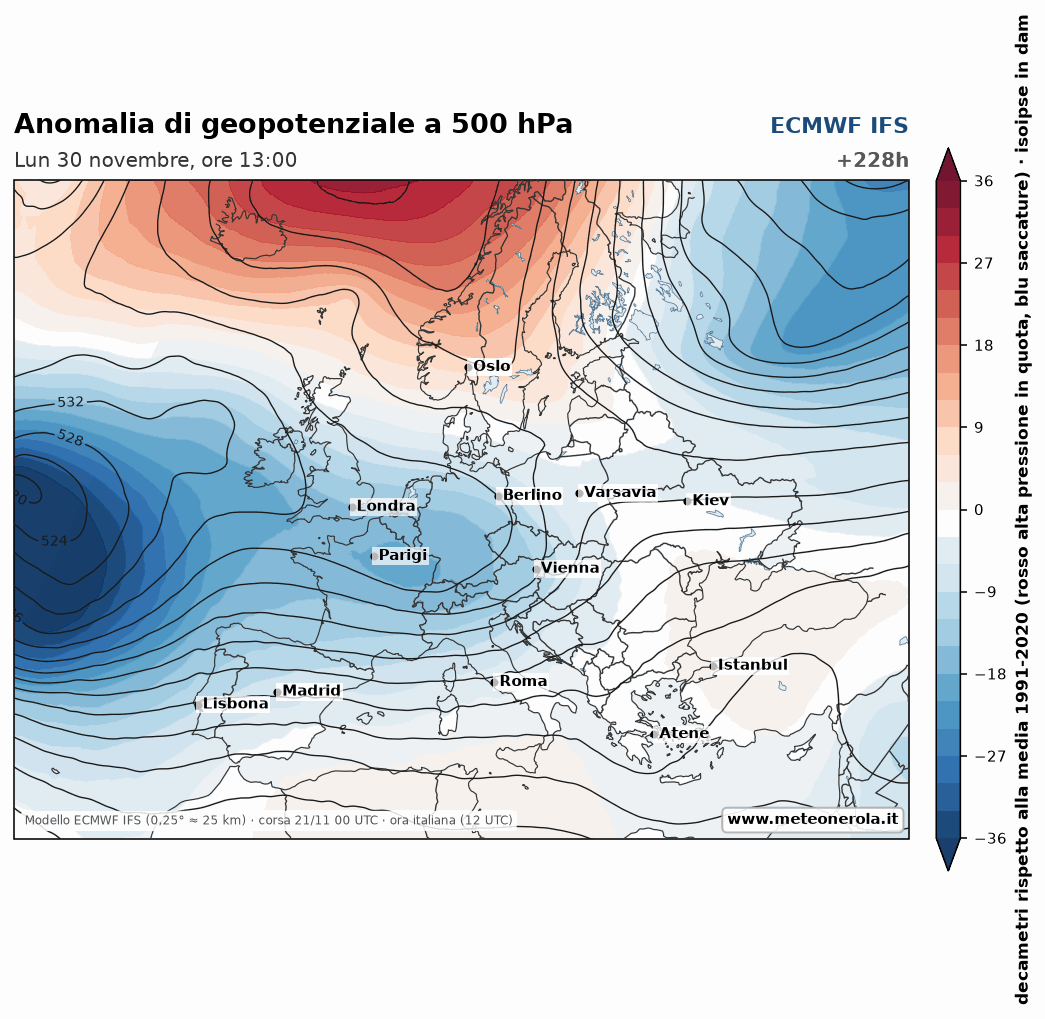 Anomalia di geopotenziale a 500 hPa
ECMWF IFS
Lun 30 novembre, ore 13:00
+228h
36
27
18
9
0
−9
−18
−27
−36
decametri rispetto alla media 1991-2020 (rosso alta pressione in quota, blu saccature) · isoipse in dam
Oslo
532
528
524
Londra
Berlino
Varsavia
Kiev
Parigi
Vienna
Istanbul
Roma
Madrid
Lisbona
Atene
Modello ECMWF IFS (0,25° ≈ 25 km) · corsa 21/11 00 UTC · ora italiana (12 UTC)
www.meteonerola.it